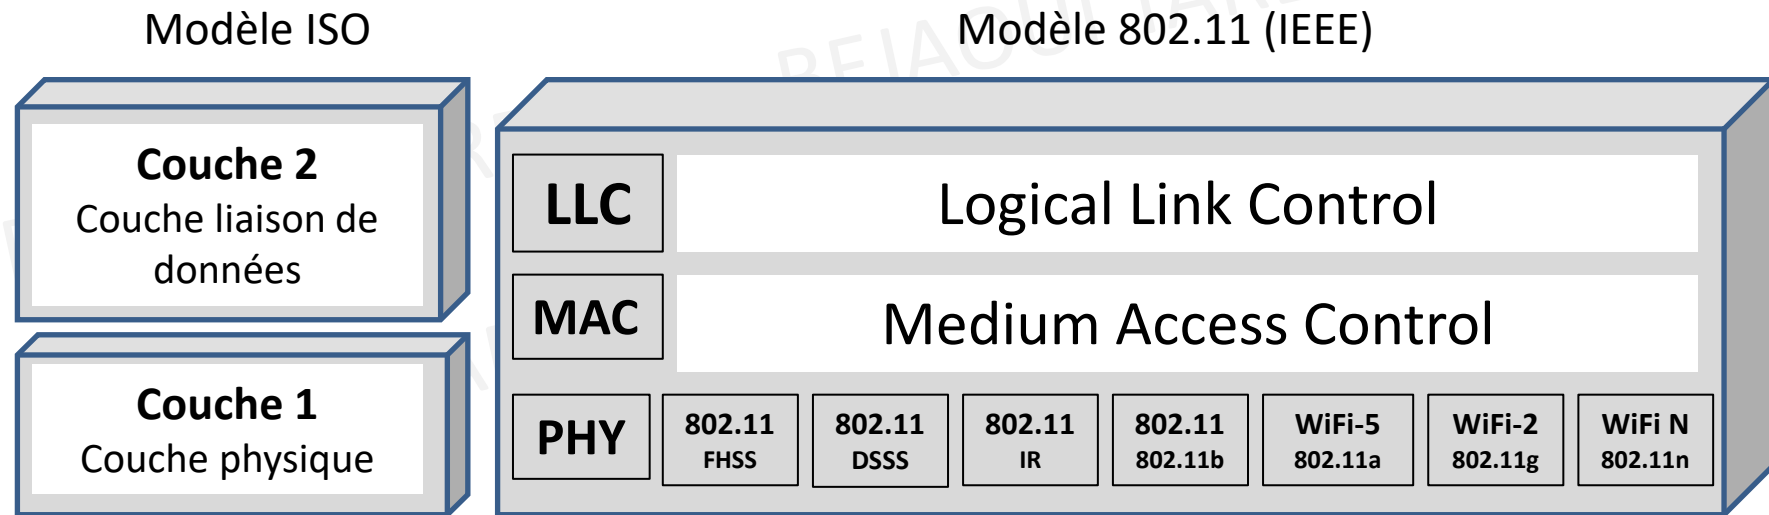 Modèle ISO
Modèle 802.11 (IEEE)
Couche 2
Couche liaison de
données
Couche 1
Couche physique
LLC
Logical Link Control
MAC
Medium Access Control
PHY
802.11
FHSS
802.11
DSSS
802.11
IR
802.11
802.11b
WiFi-5
802.11a
WiFi-2
802.11g
WiFi N
802.11n